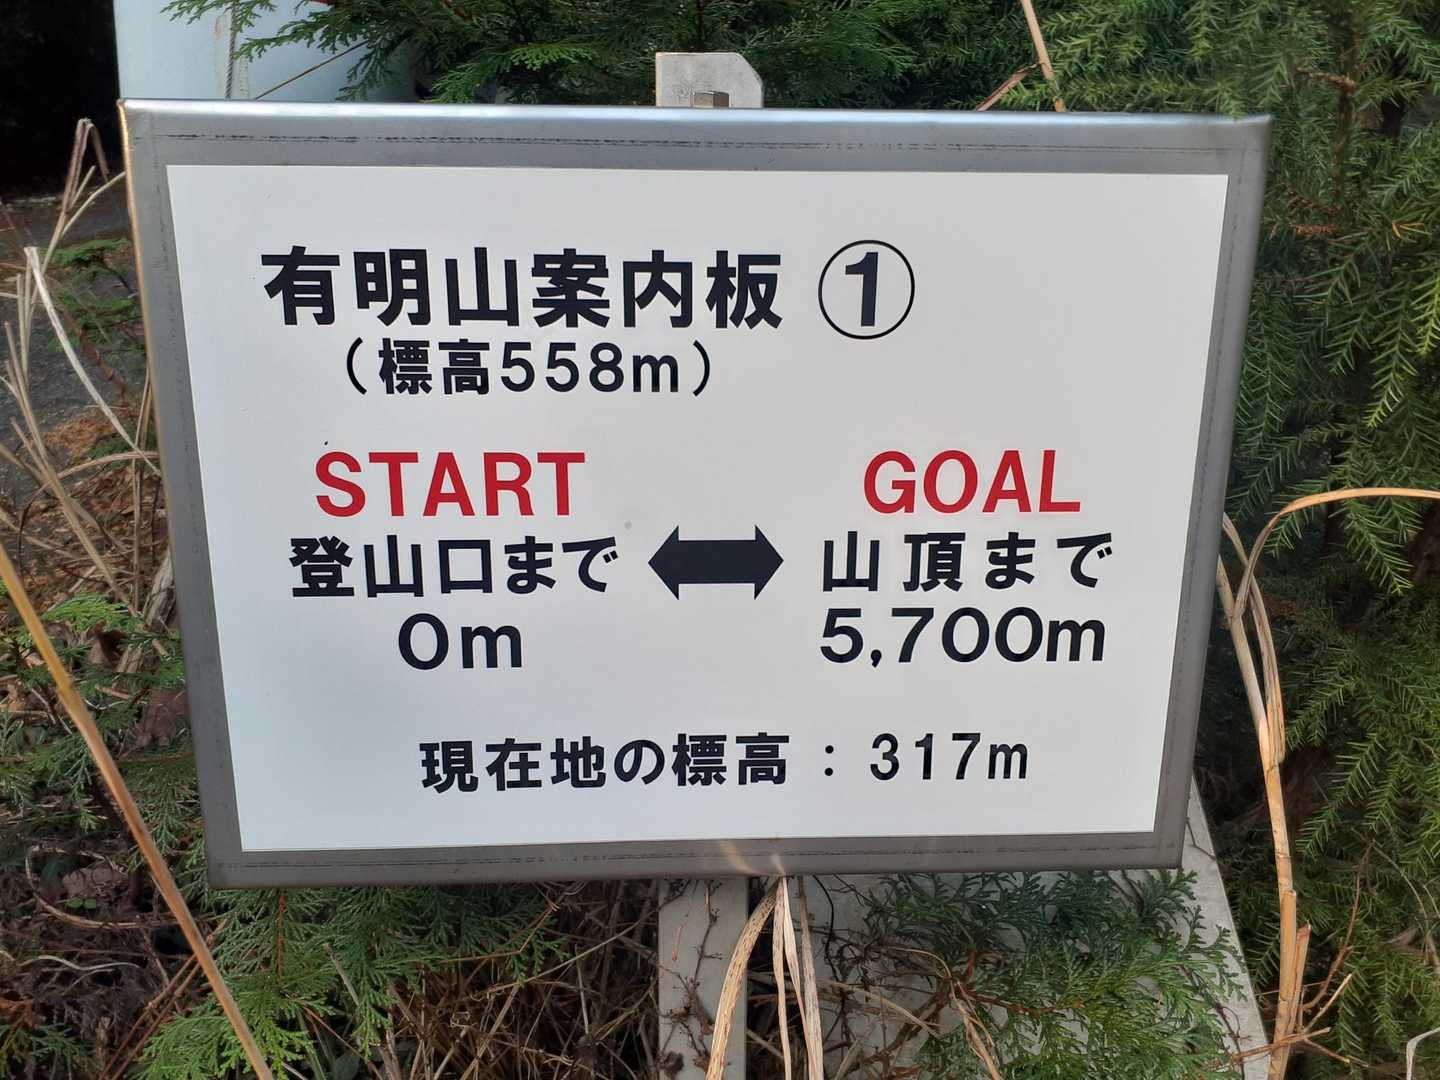 有明山案内板 ①
（標高558m）
START GOAL
登山口まで ⬌ 山頂まで
0m 5,700m
現在地の標高：317m